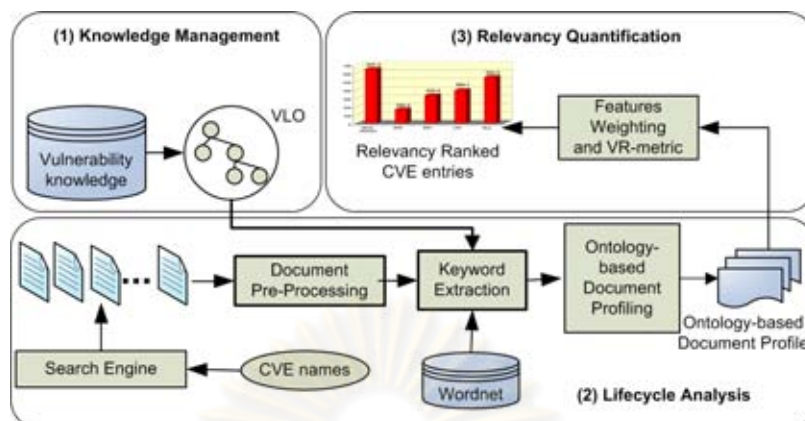 (1) Knowledge Management
VLO
Vulnerability
knowledge
(3) Relevancy Quantification
Relevancy Ranked
CVE entries
Features
Weighting
and VR-metric
Document
Pre-Processing
Keyword
Extraction
Ontology-
based
Document
Profiling
Ontology-based
Document Profile
Search Engine
CVE names
Wordnet
(2) Lifecycle Analysis